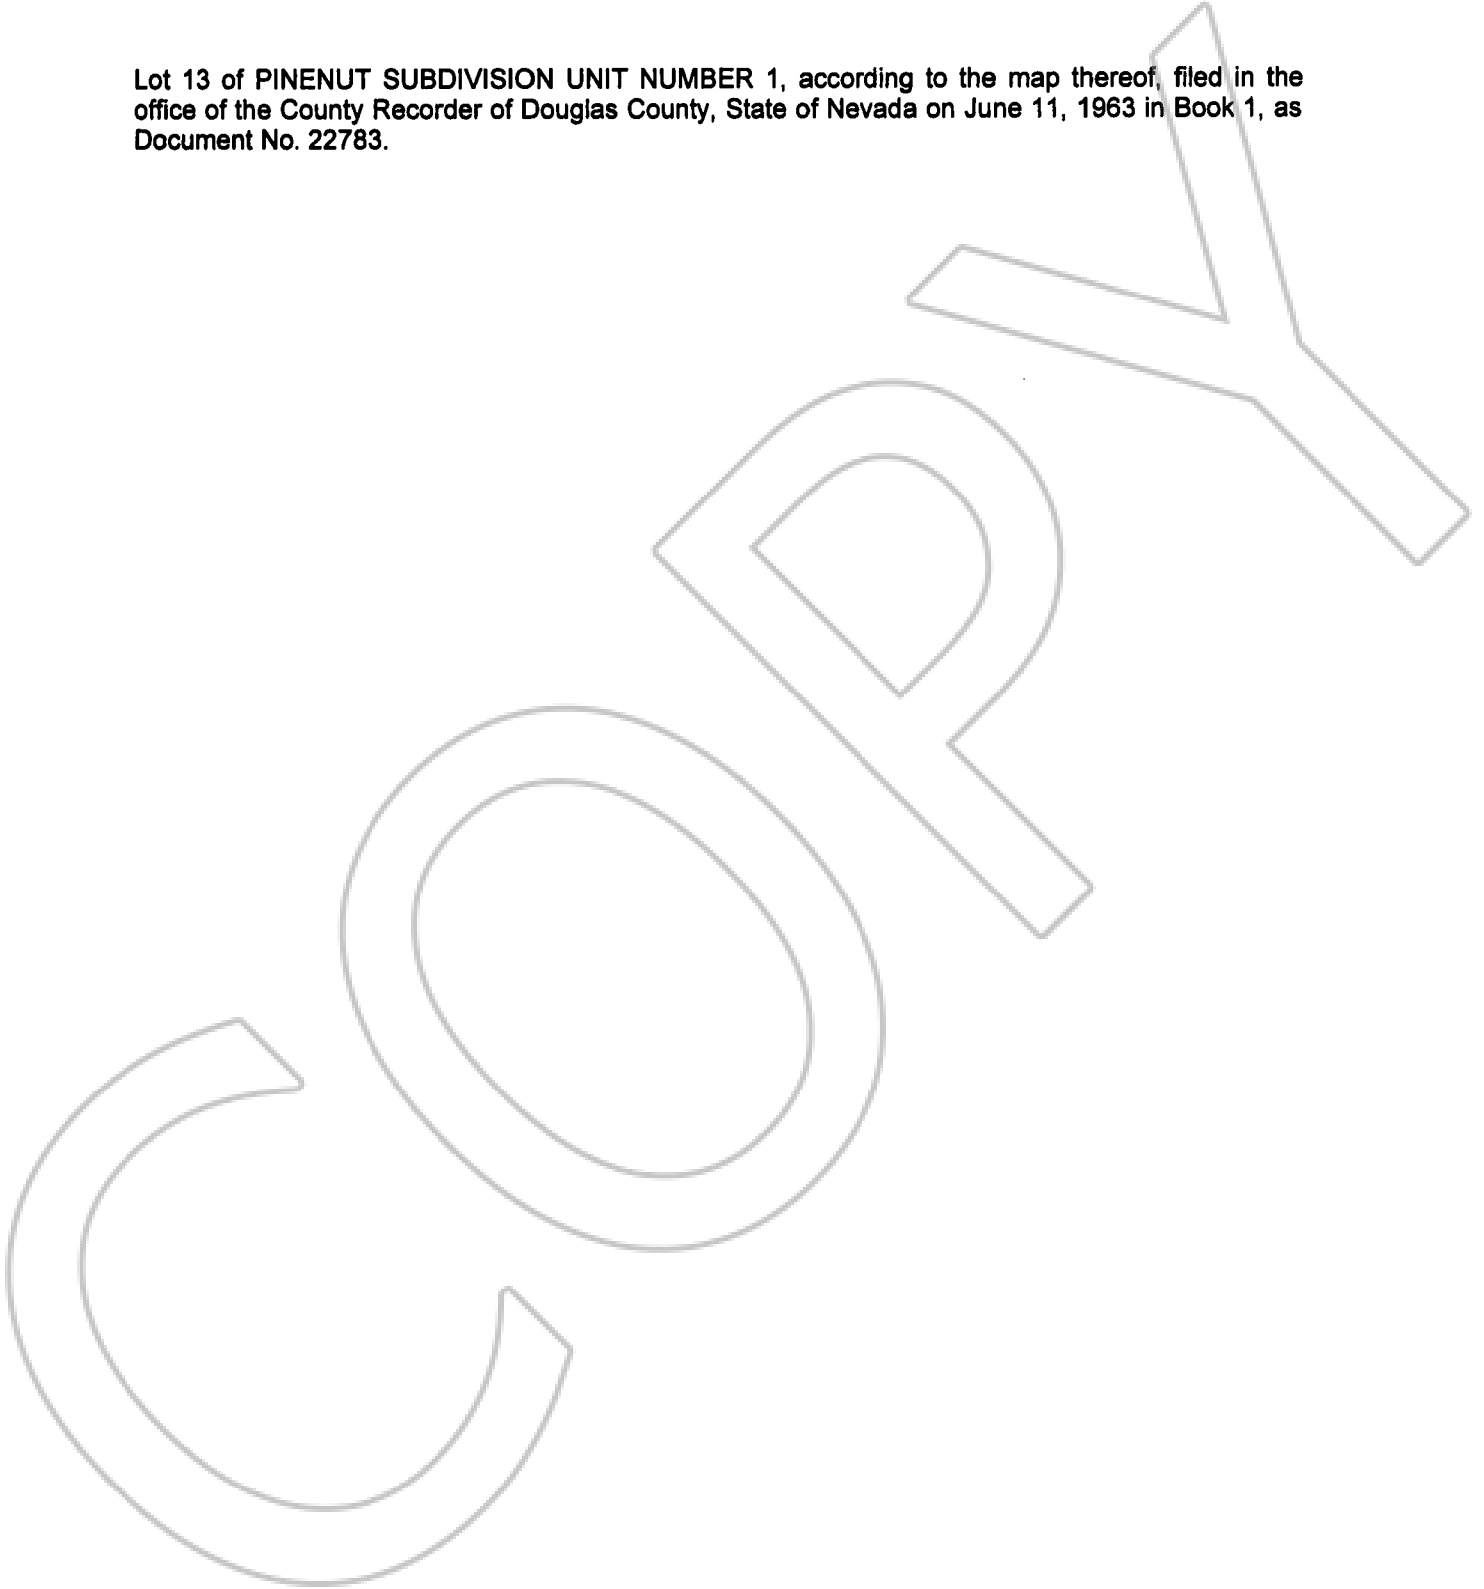 Lot 13 of PINENUT SUBDIVISION UNIT NUMBER 1, according to the map thereof, filed in the
office of the County Recorder of Douglas County, State of Nevada on June 11, 1963 in Book 1, as
Document No. 22783.
COPY